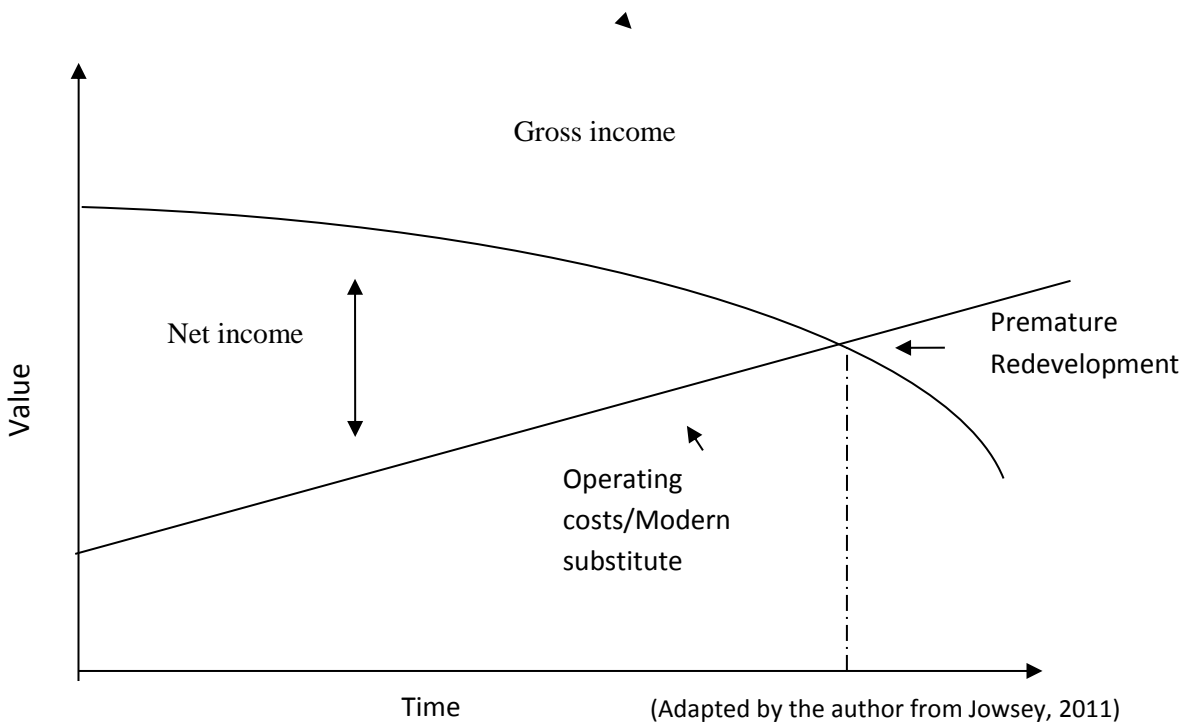 Gross income
Net income
Premature
Redevelopment
Value
Operating
costs/Modern
substitute
Time
(Adapted by the author from Jowsey, 2011)